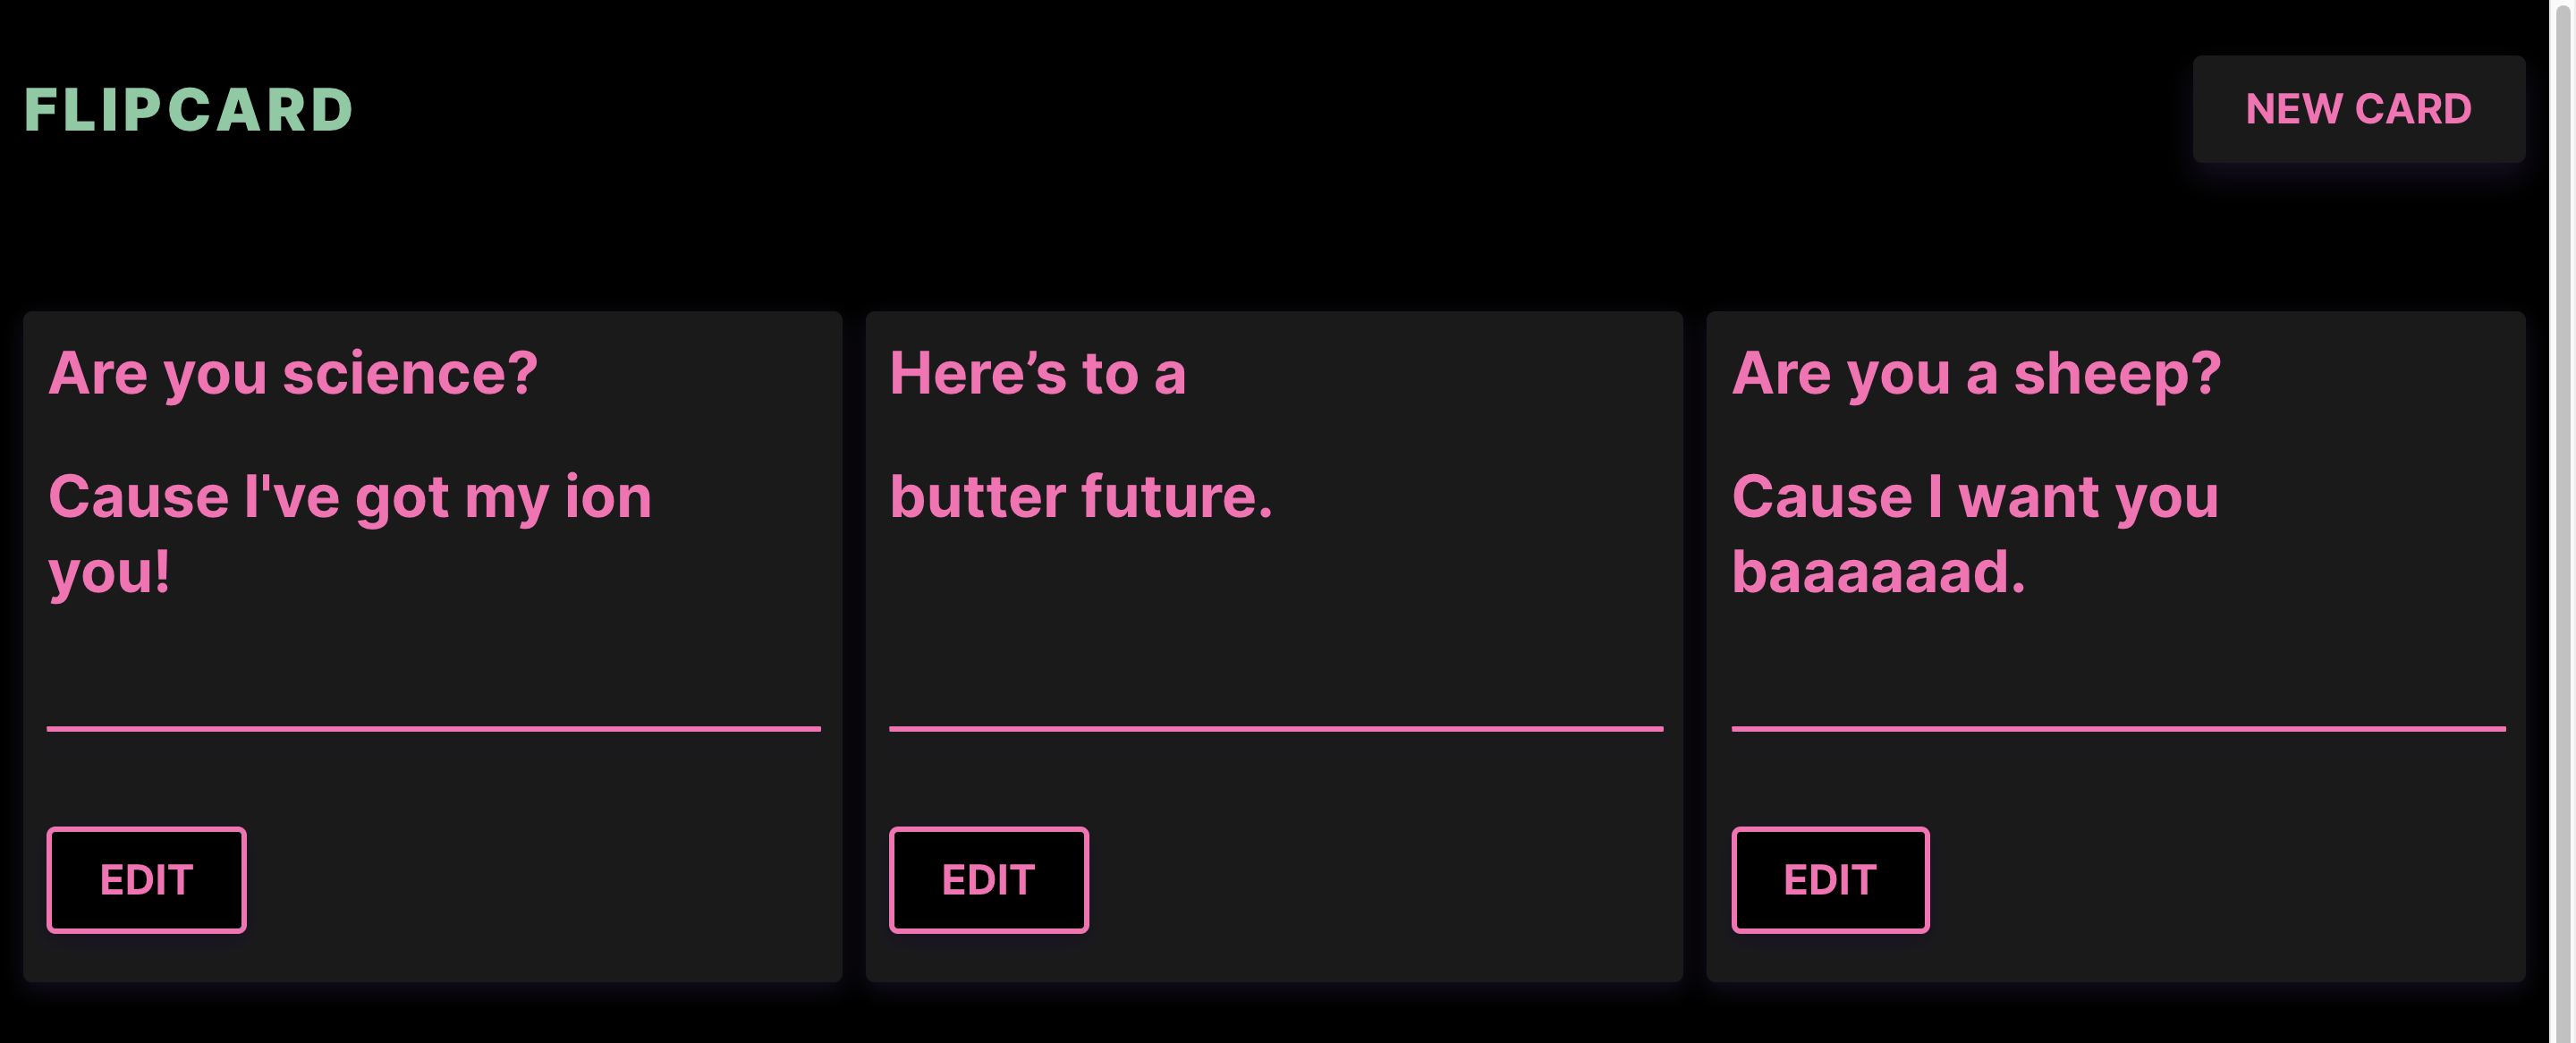 FLIPCARD
NEW CARD
Are you science?
Cause I've got my ion
you!
EDIT
Here’s to a
butter future.
EDIT
Are you a sheep?
Cause I want you
baaaaaad.
EDIT